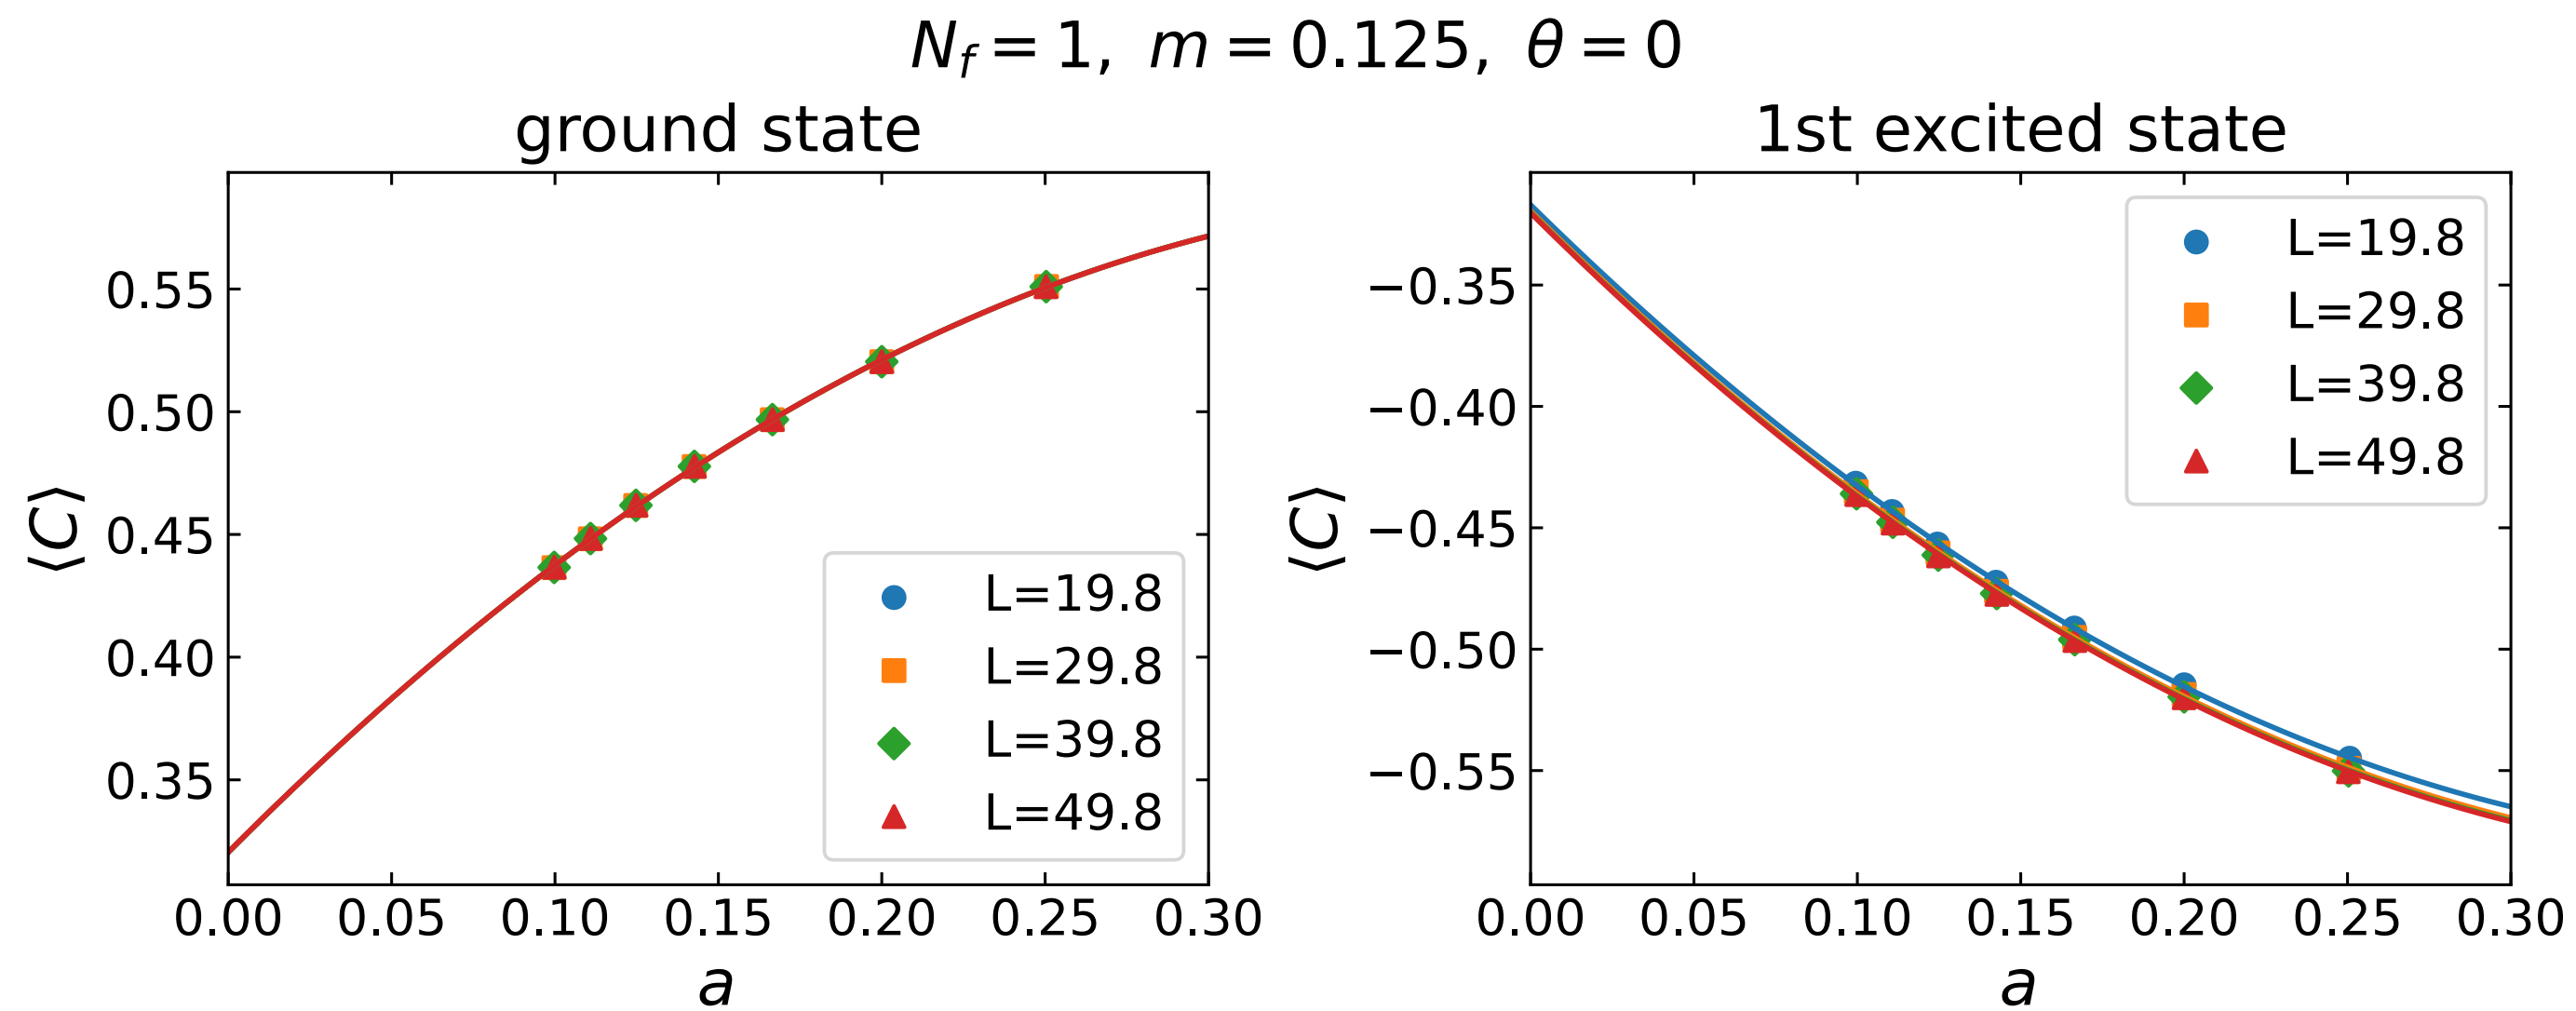 N_f = 1, m = 0.125, θ = 0
ground state
⟨C⟩
0.55
0.50
0.45
0.40
0.35
L=19.8
L=29.8
L=39.8
L=49.8
0.00 0.05 0.10 0.15 0.20 0.25 0.30
a
1st excited state
⟨C⟩
−0.35
−0.40
−0.45
−0.50
−0.55
L=19.8
L=29.8
L=39.8
L=49.8
0.00 0.05 0.10 0.15 0.20 0.25 0.30
a